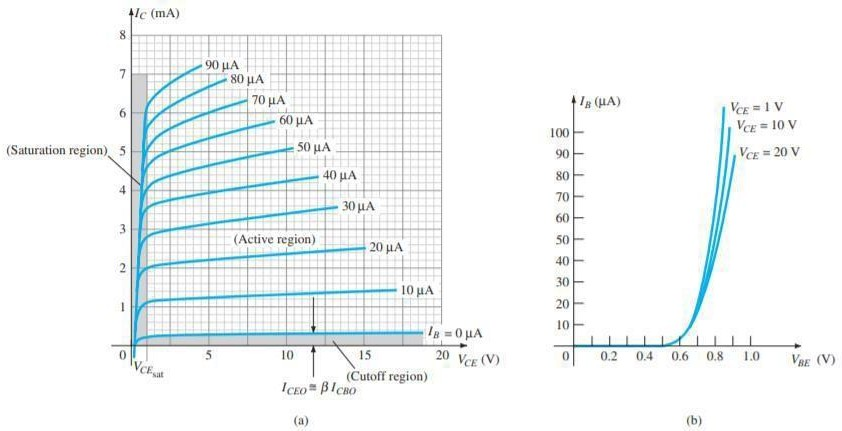 I_C (mA)
8
7
6
5
4
3
2
1
0
(Saturation region)
90 µA
80 µA
70 µA
60 µA
50 µA
40 µA
30 µA
(Active region)
20 µA
10 µA
I_B = 0 µA
5
10
15
20
V_CE (V)
V_CE_sat
(Cutoff region)
I_CEO ≅ β I_CBO
(a)
I_B (µA)
V_CE = 1 V
V_CE = 10 V
V_CE = 20 V
100
90
80
70
60
50
40
30
20
10
0
0.2
0.4
0.6
0.8
1.0
V_BE (V)
(b)